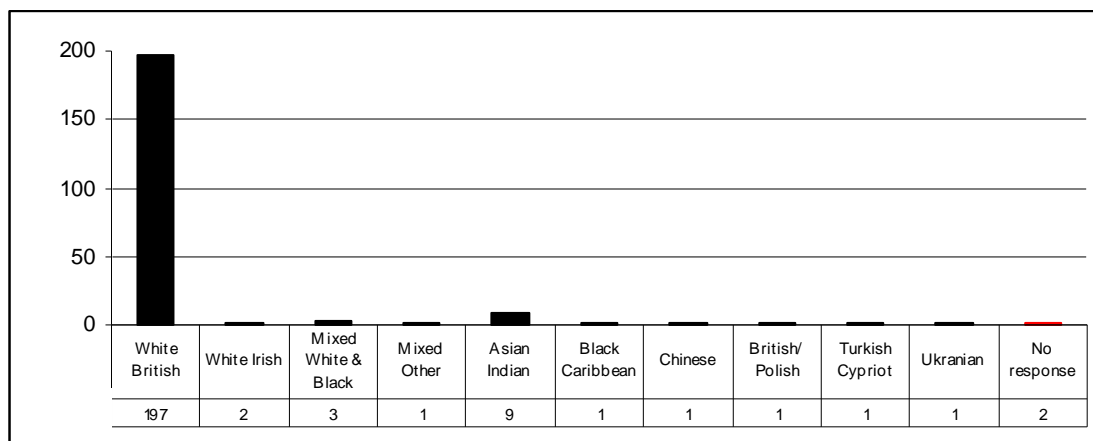 200
150
100
50
0
White British
White Irish
Mixed White & Black
Mixed Other
Asian Indian
Black Caribbean
Chinese
British/ Polish
Turkish Cypriot
Ukranian
No response
197 2 3 1 9 1 1 1 1 1 2